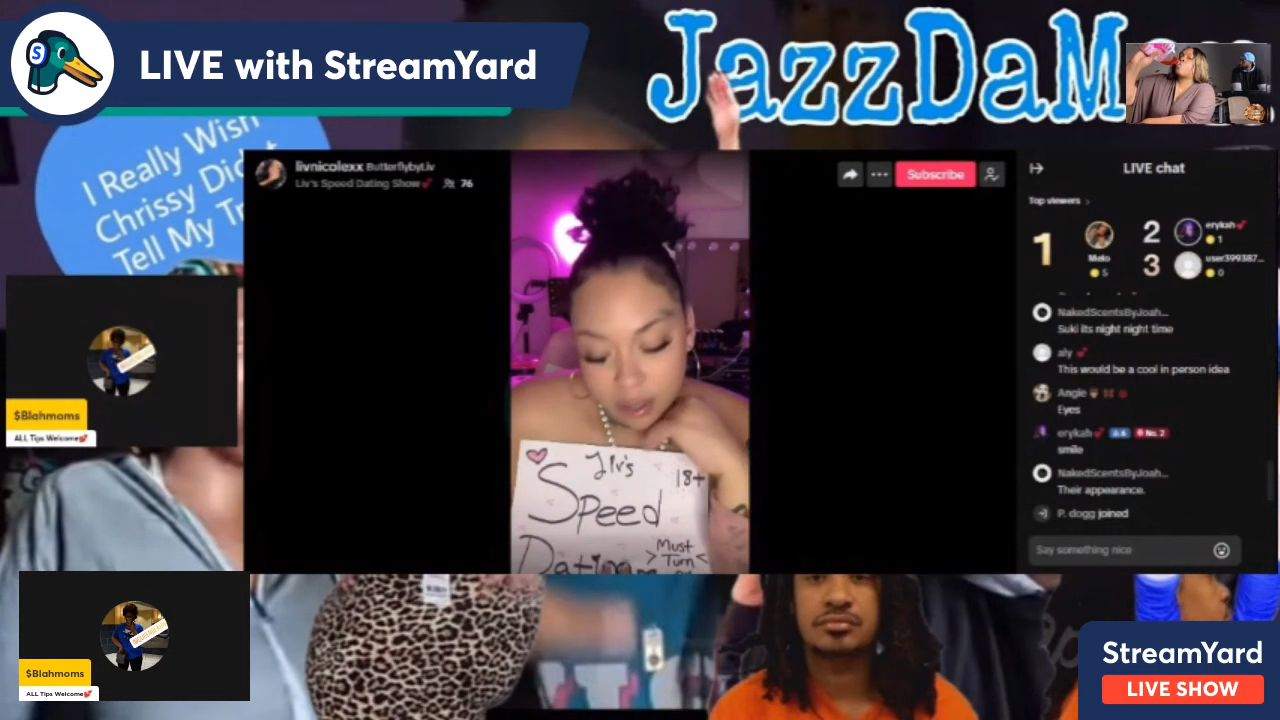 LIVE with StreamYard
JazzDaM
I Really Wish
Chrissy Did
Tell My
livnicolexx ButterflybyLiv
Liv's Speed Dating Show💕 76
Subscribe
LIVE chat
Top viewers
1
Melo
5
2
erykah💕
1
3
user399387...
0
NakedScentsByJoah...
Suki its night night time
aly 💕
This would be a cool in person idea
Angie
Eyes
erykah💕 No. 2
smile
NakedScentsByJoah...
Their appearance.
P. dogg joined
Say something nice
Liv's
18+
Speed
Dating
>Must<
Turn
$Blahmoms
ALL Tips Welcome💕
$Blahmoms
ALL Tips Welcome💕
StreamYard
LIVE SHOW